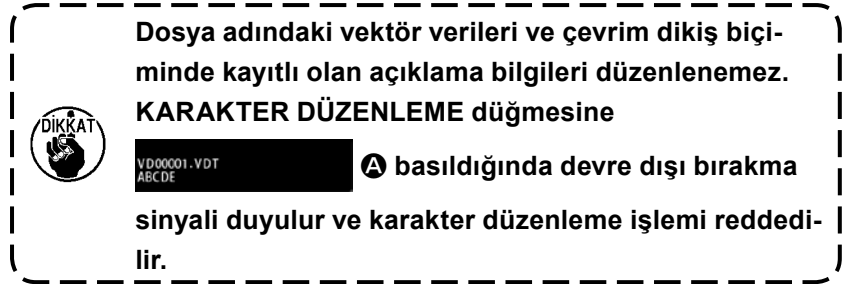 Dosya adındaki vektör verileri ve çevrim dikiş biçi-
minde kayıtlı olan açıklama bilgileri düzenlenemez.
KARAKTER DÜZENLEME düğmesine
DİKKAT
VD00001.VDT
ABCDE
A basıldığında devre dışı bırakma
sinyali duyulur ve karakter düzenleme işlemi reddedi-
lir.